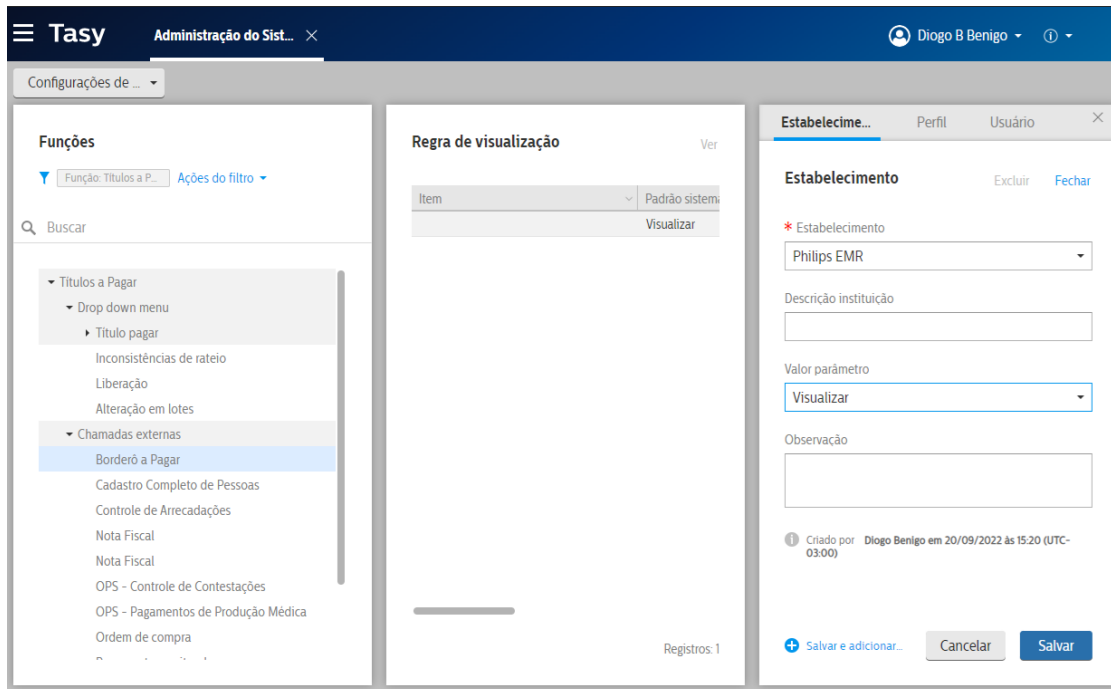 Tasy
Administração do Sist...
Diogo B Benigo
Configurações de ...
Funções
Função: Títulos a P...
Ações do filtro
Buscar
Títulos a Pagar
Drop down menu
Título pagar
Inconsistências de rateio
Liberação
Alteração em lotes
Chamadas externas
Borderô a Pagar
Cadastro Completo de Pessoas
Controle de Arrecadações
Nota Fiscal
Nota Fiscal
OPS - Controle de Contestações
OPS - Pagamentos de Produção Médica
Ordem de compra
Regra de visualização
Ver
Item
Padrão sistema
Visualizar
Registros: 1
Estabelecime...
Perfil
Usuário
Estabelecimento
Excluir
Fechar
* Estabelecimento
Philips EMR
Descrição instituição
Valor parâmetro
Visualizar
Observação
Criado por Diogo Benigo em 20/09/2022 às 15:20 (UTC-
03:00)
Salvar e adicionar...
Cancelar
Salvar